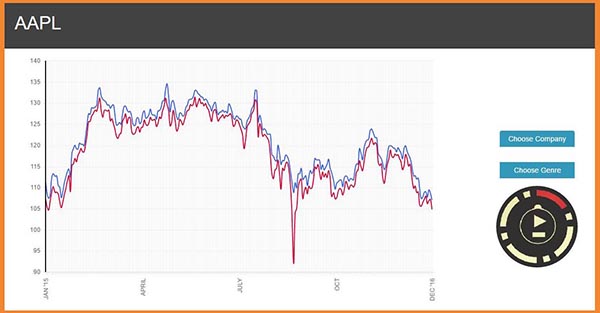 AAPL
140
135
130
125
120
115
110
105
100
95
90
JAN '15
APRIL
JULY
OCT
DEC '16
Choose Company
Choose Genre